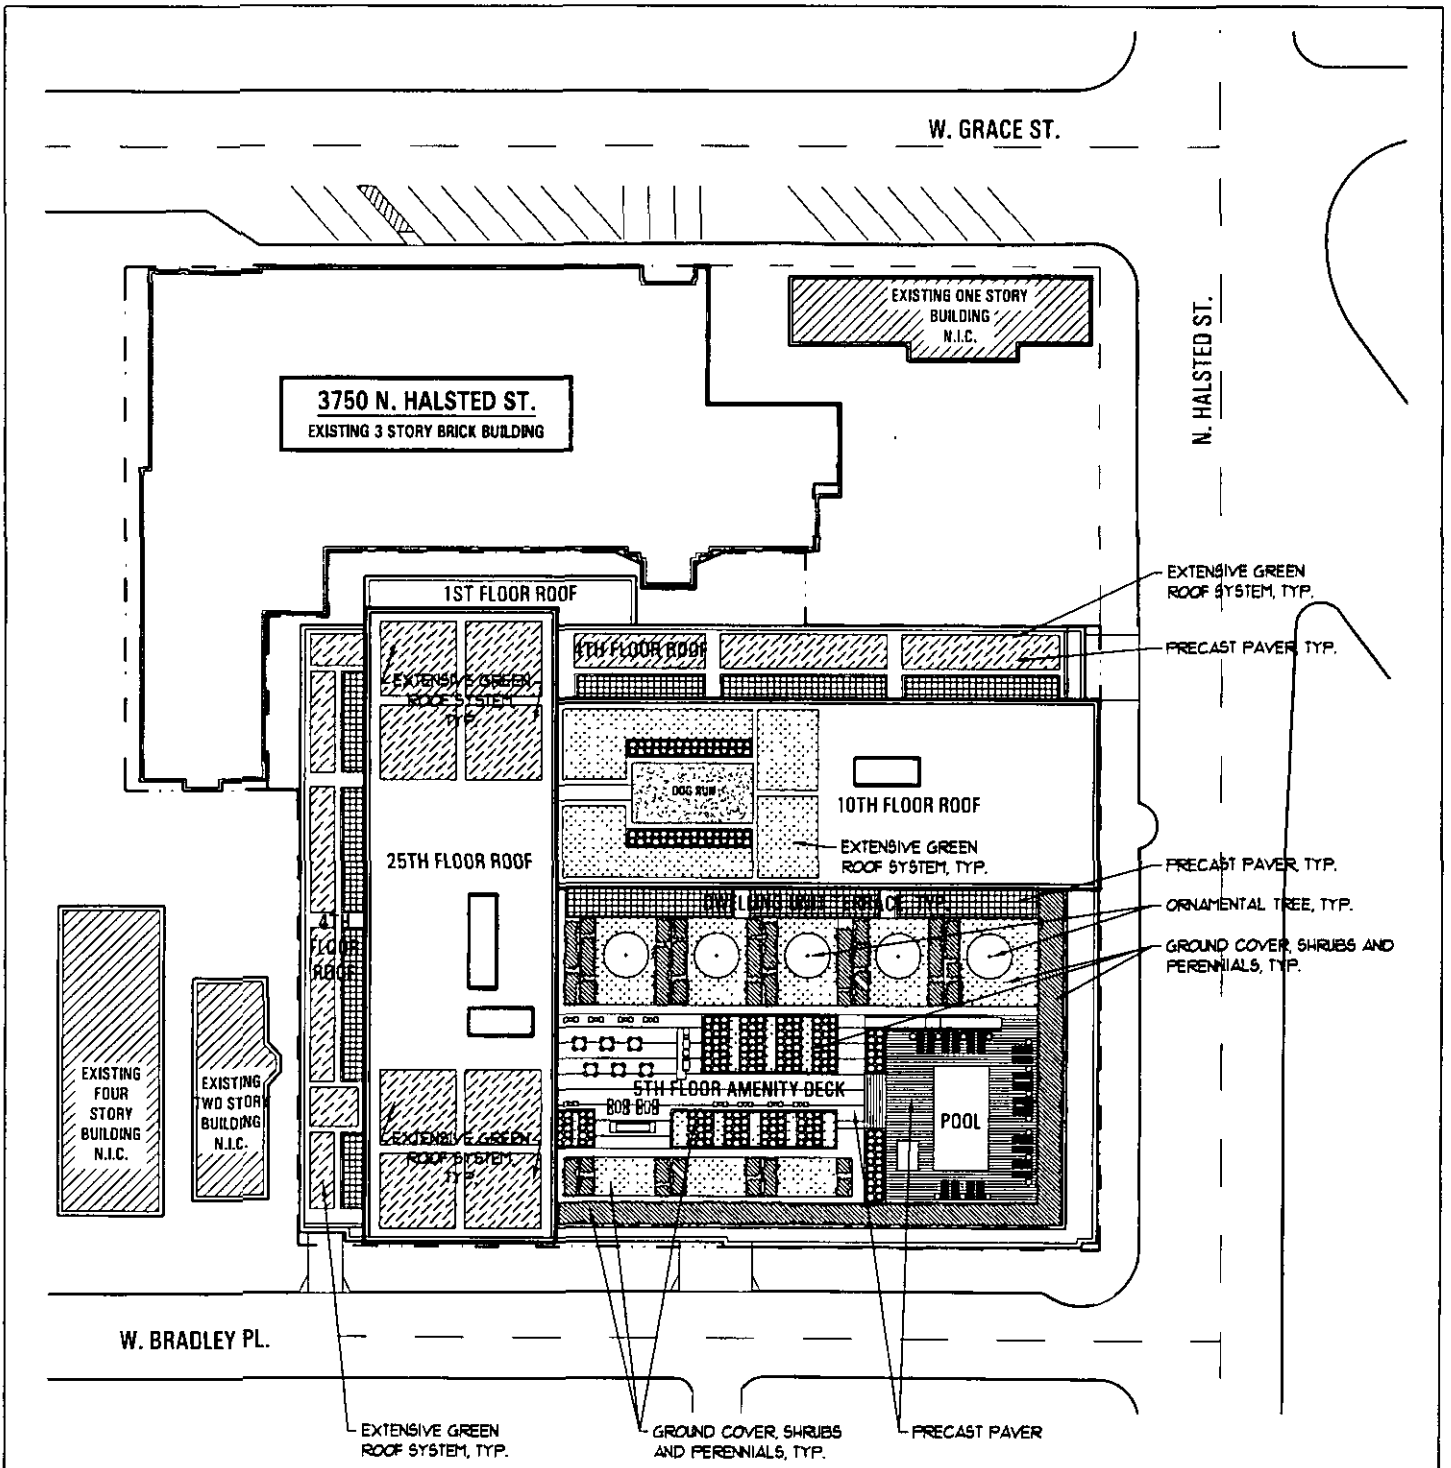 W. GRACE ST.
EXISTING ONE STORY
BUILDING
N.I.C.
N. HALSTED ST.
3750 N. HALSTED ST.
EXISTING 3 STORY BRICK BUILDING
1ST FLOOR ROOF
EXTENSIVE GREEN
ROOF SYSTEM, TYP.
4TH FLOOR ROOF
PRECAST PAVER, TYP.
EXTENSIVE GREEN
ROOF SYSTEM,
TYP.
DOG RUN
10TH FLOOR ROOF
EXTENSIVE GREEN
ROOF SYSTEM, TYP.
25TH FLOOR ROOF
PRECAST PAVER, TYP.
DWELLING UNIT TERRACE, TYP.
ORNAMENTAL TREE, TYP.
4TH
FLOOR
ROOF
GROUND COVER, SHRUBS AND
PERENNIALS, TYP.
EXISTING
FOUR
STORY
BUILDING
N.I.C.
EXISTING
TWO STORY
BUILDING
N.I.C.
5TH FLOOR AMENITY DECK
POOL
EXTENSIVE GREEN
ROOF SYSTEM,
TYP.
W. BRADLEY PL.
EXTENSIVE GREEN
ROOF SYSTEM, TYP.
GROUND COVER, SHRUBS
AND PERENNIALS, TYP.
PRECAST PAVER